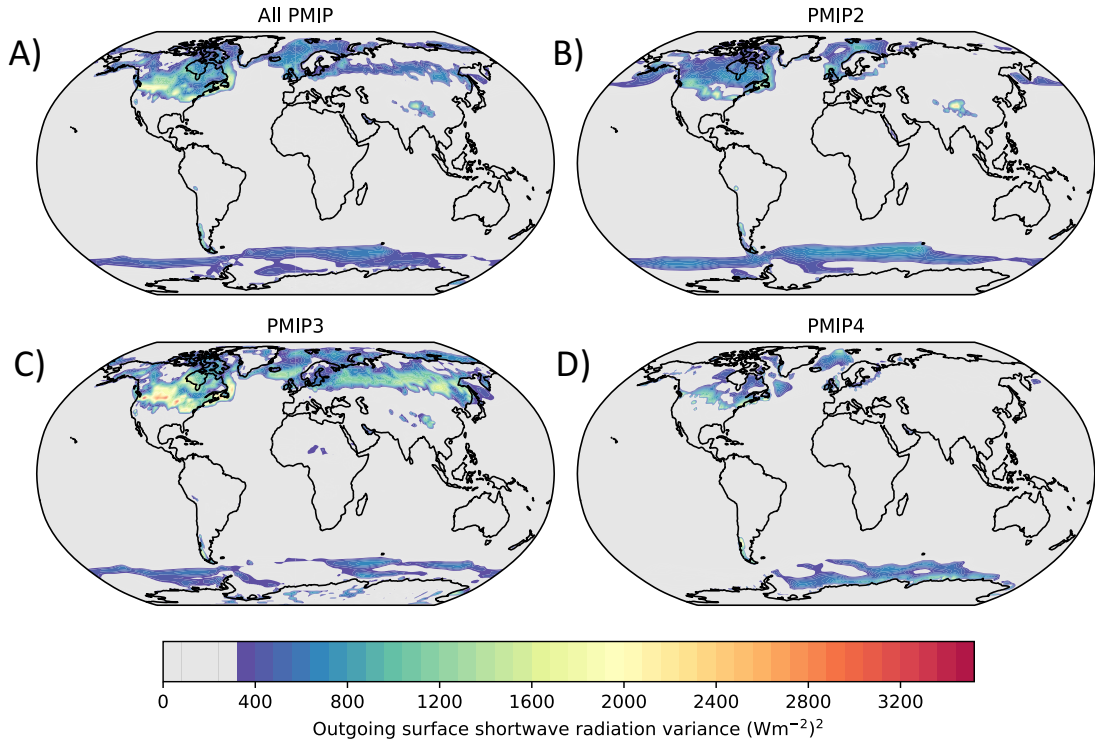 All PMIP
PMIP2
A)
B)
PMIP3
PMIP4
C)
D)
0 400 800 1200 1600 2000 2400 2800 3200
Outgoing surface shortwave radiation variance (Wm⁻²)²